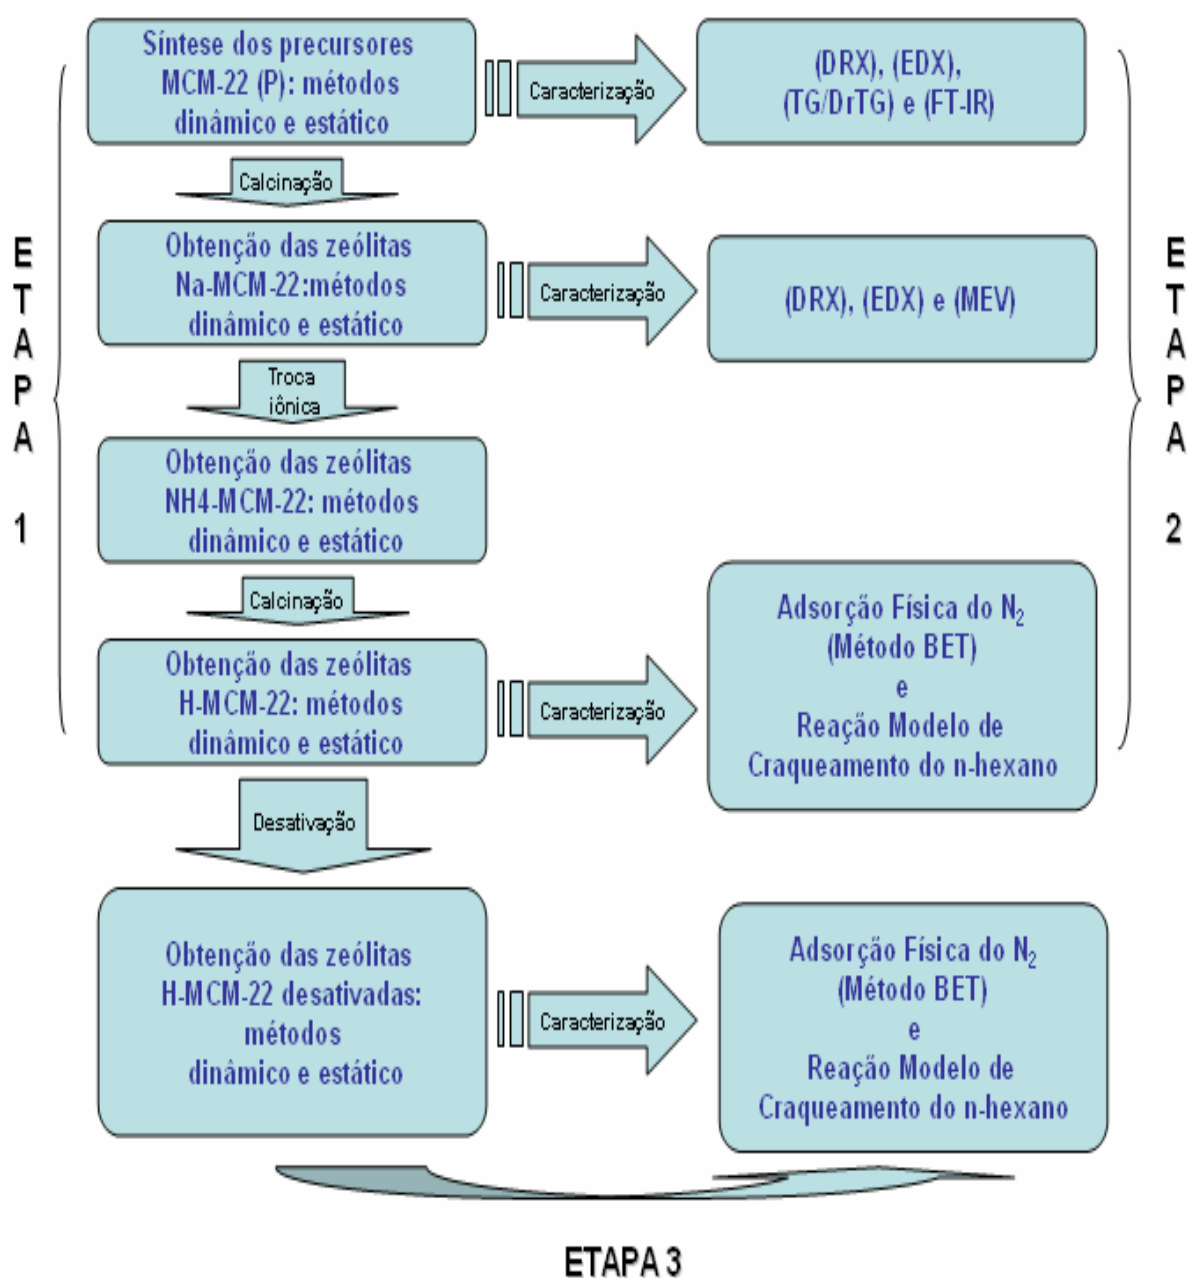 Síntese dos precursores
MCM-22 (P): métodos
dinâmico e estático
Caracterização
(DRX), (EDX),
(TG/DrTG) e (FT-IR)
Calcinação
ETAPA 1
Obtenção das zeólitas
Na-MCM-22:métodos
dinâmico e estático
Caracterização
(DRX), (EDX) e (MEV)
ETAPA 2
Troca
iônica
Obtenção das zeólitas
NH4-MCM-22: métodos
dinâmico e estático
Calcinação
Obtenção das zeólitas
H-MCM-22: métodos
dinâmico e estático
Caracterização
Adsorção Física do N₂
(Método BET)
e
Reação Modelo de
Craqueamento do n-hexano
Desativação
Obtenção das zeólitas
H-MCM-22 desativadas:
métodos
dinâmico e estático
Caracterização
Adsorção Física do N₂
(Método BET)
e
Reação Modelo de
Craqueamento do n-hexano
ETAPA 3